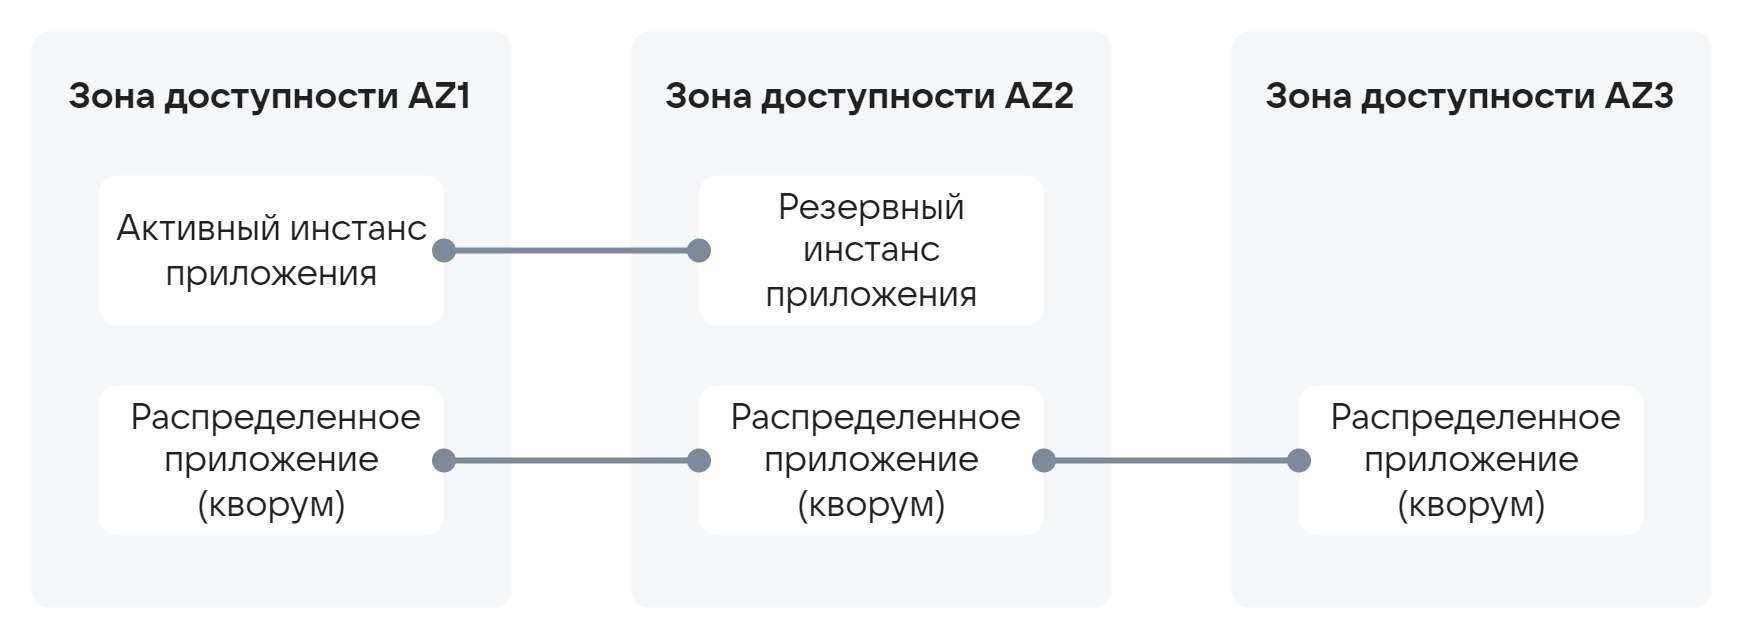 Зона доступности AZ1
Активный инстанс
приложения
Распределенное
приложение
(кворум)
Зона доступности AZ2
Резервный
инстанс
приложения
Распределенное
приложение
(кворум)
Зона доступности AZ3
Распределенное
приложение
(кворум)